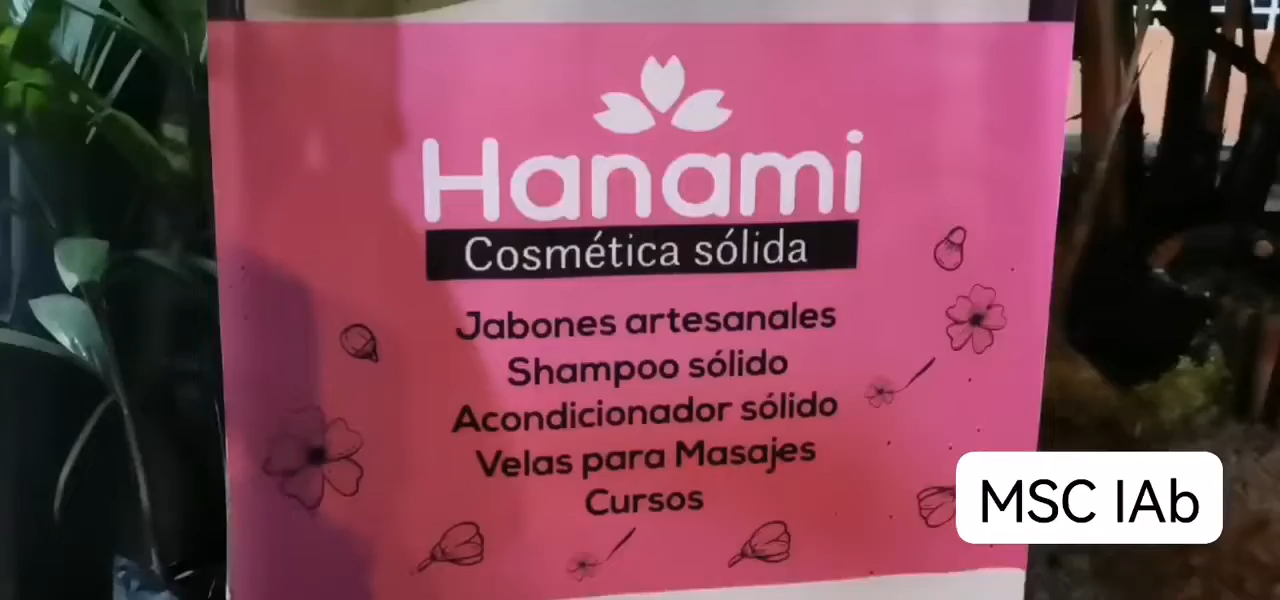 Hanami
Cosmética sólida
Jabones artesanales
Shampoo sólido
Acondicionador sólido
Velas para Masajes
Cursos
MSC IAb